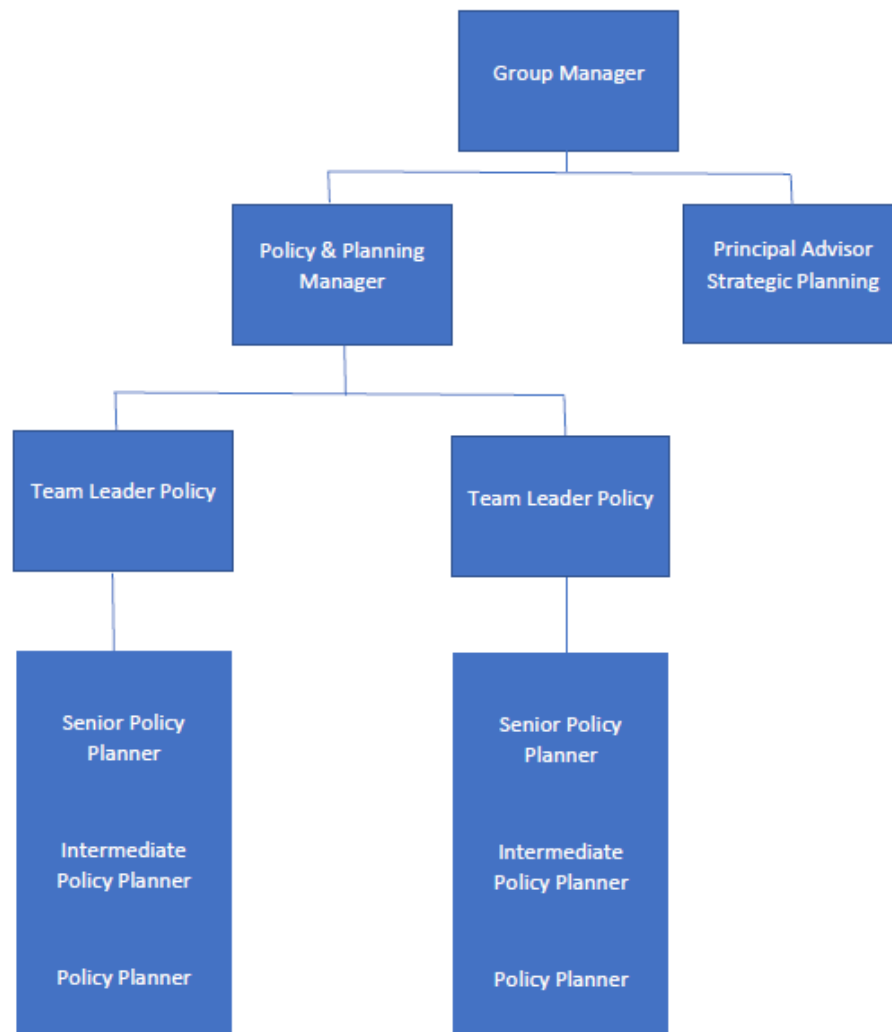 Group Manager
Policy & Planning
Manager
Principal Advisor
Strategic Planning
Team Leader Policy
Team Leader Policy
Senior Policy
Planner
Intermediate
Policy Planner
Policy Planner
Senior Policy
Planner
Intermediate
Policy Planner
Policy Planner